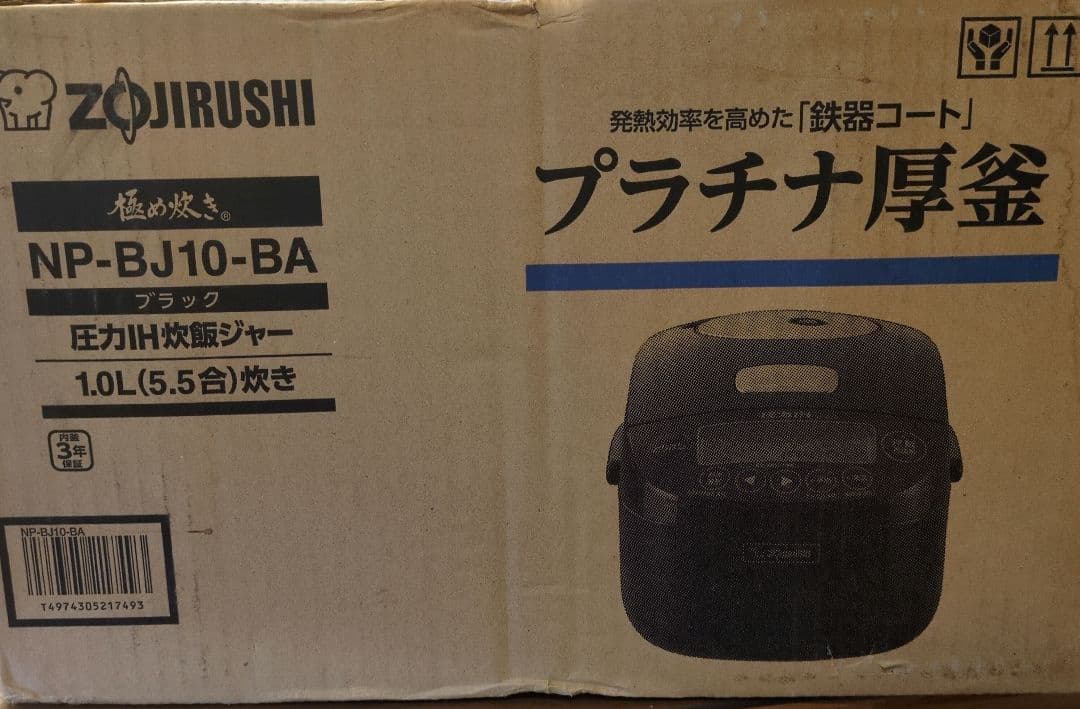 ZOJIRUSHI
極め炊き®
NP-BJ10-BA
ブラック
圧力IH炊飯ジャー
1.0L(5.5合)炊き
内釜
3年
保証
NP-BJ10-BA
T4974305217493
発熱効率を高めた「鉄器コート」
プラチナ厚釜